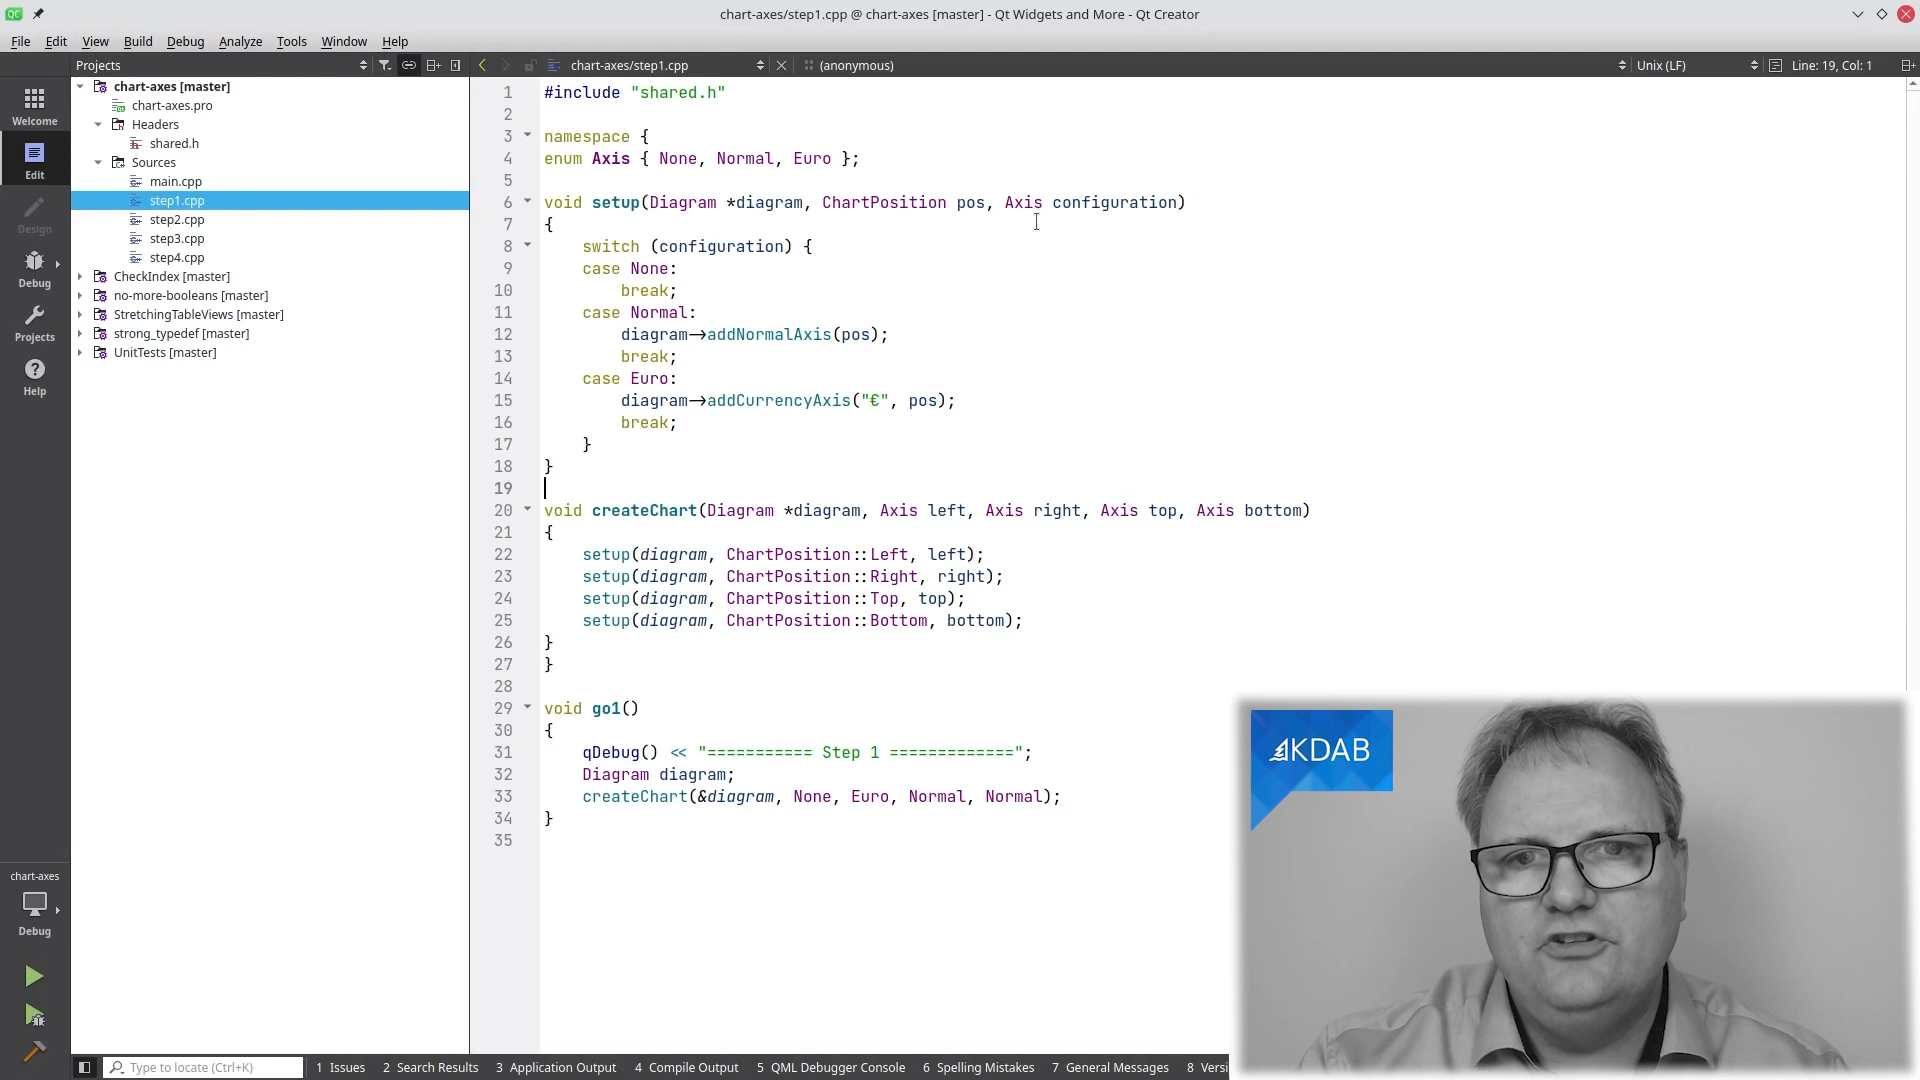 chart-axes/step1.cpp @ chart-axes [master] - Qt Widgets and More - Qt Creator
File Edit View Build Debug Analyze Tools Window Help
Projects
chart-axes/step1.cpp
(anonymous)
Unix (LF)
Line: 19, Col: 1
Welcome
Edit
Design
Debug
Projects
Help
chart-axes
Debug
chart-axes [master]
chart-axes.pro
Headers
shared.h
Sources
main.cpp
step1.cpp
step2.cpp
step3.cpp
step4.cpp
CheckIndex [master]
no-more-booleans [master]
StretchingTableViews [master]
strong_typedef [master]
UnitTests [master]
1 #include "shared.h"
2
3 namespace {
4 enum Axis { None, Normal, Euro };
5
6 void setup(Diagram *diagram, ChartPosition pos, Axis configuration)
7 {
8     switch (configuration) {
9     case None:
10         break;
11     case Normal:
12         diagram->addNormalAxis(pos);
13         break;
14     case Euro:
15         diagram->addCurrencyAxis("€", pos);
16         break;
17     }
18 }
19
20 void createChart(Diagram *diagram, Axis left, Axis right, Axis top, Axis bottom)
21 {
22     setup(diagram, ChartPosition::Left, left);
23     setup(diagram, ChartPosition::Right, right);
24     setup(diagram, ChartPosition::Top, top);
25     setup(diagram, ChartPosition::Bottom, bottom);
26 }
27 }
28
29 void go1()
30 {
31     qDebug() << "=========== Step 1 =============";
32     Diagram diagram;
33     createChart(&diagram, None, Euro, Normal, Normal);
34 }
35
KDAB
Type to locate (Ctrl+K)
1 Issues 2 Search Results 3 Application Output 4 Compile Output 5 QML Debugger Console 6 Spelling Mistakes 7 General Messages 8 Versi